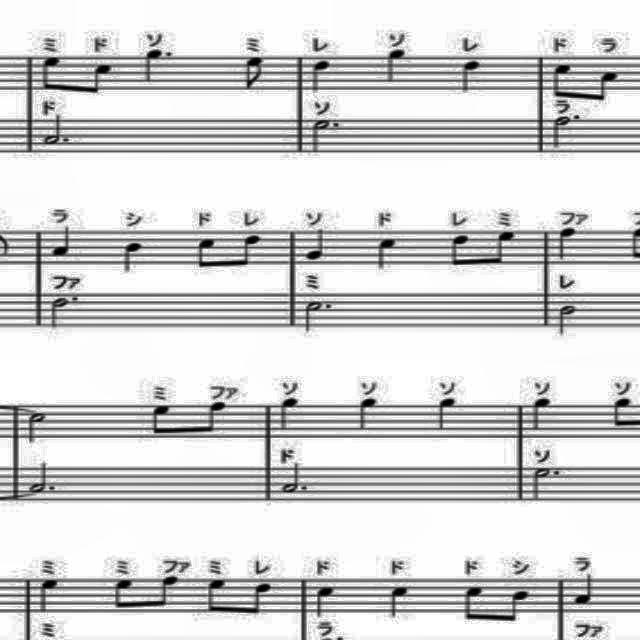 ミ ド ソ ミ レ ソ レ ド ラ
ド ソ ラ
ラ シ ド レ ソ ド レ ミ ファ
ファ ミ レ
ミ ファ ソ ソ ソ ソ ソ
ド ソ
ミ ミ ファ ミ レ ド ド ド シ ラ
ミ ラ ファ